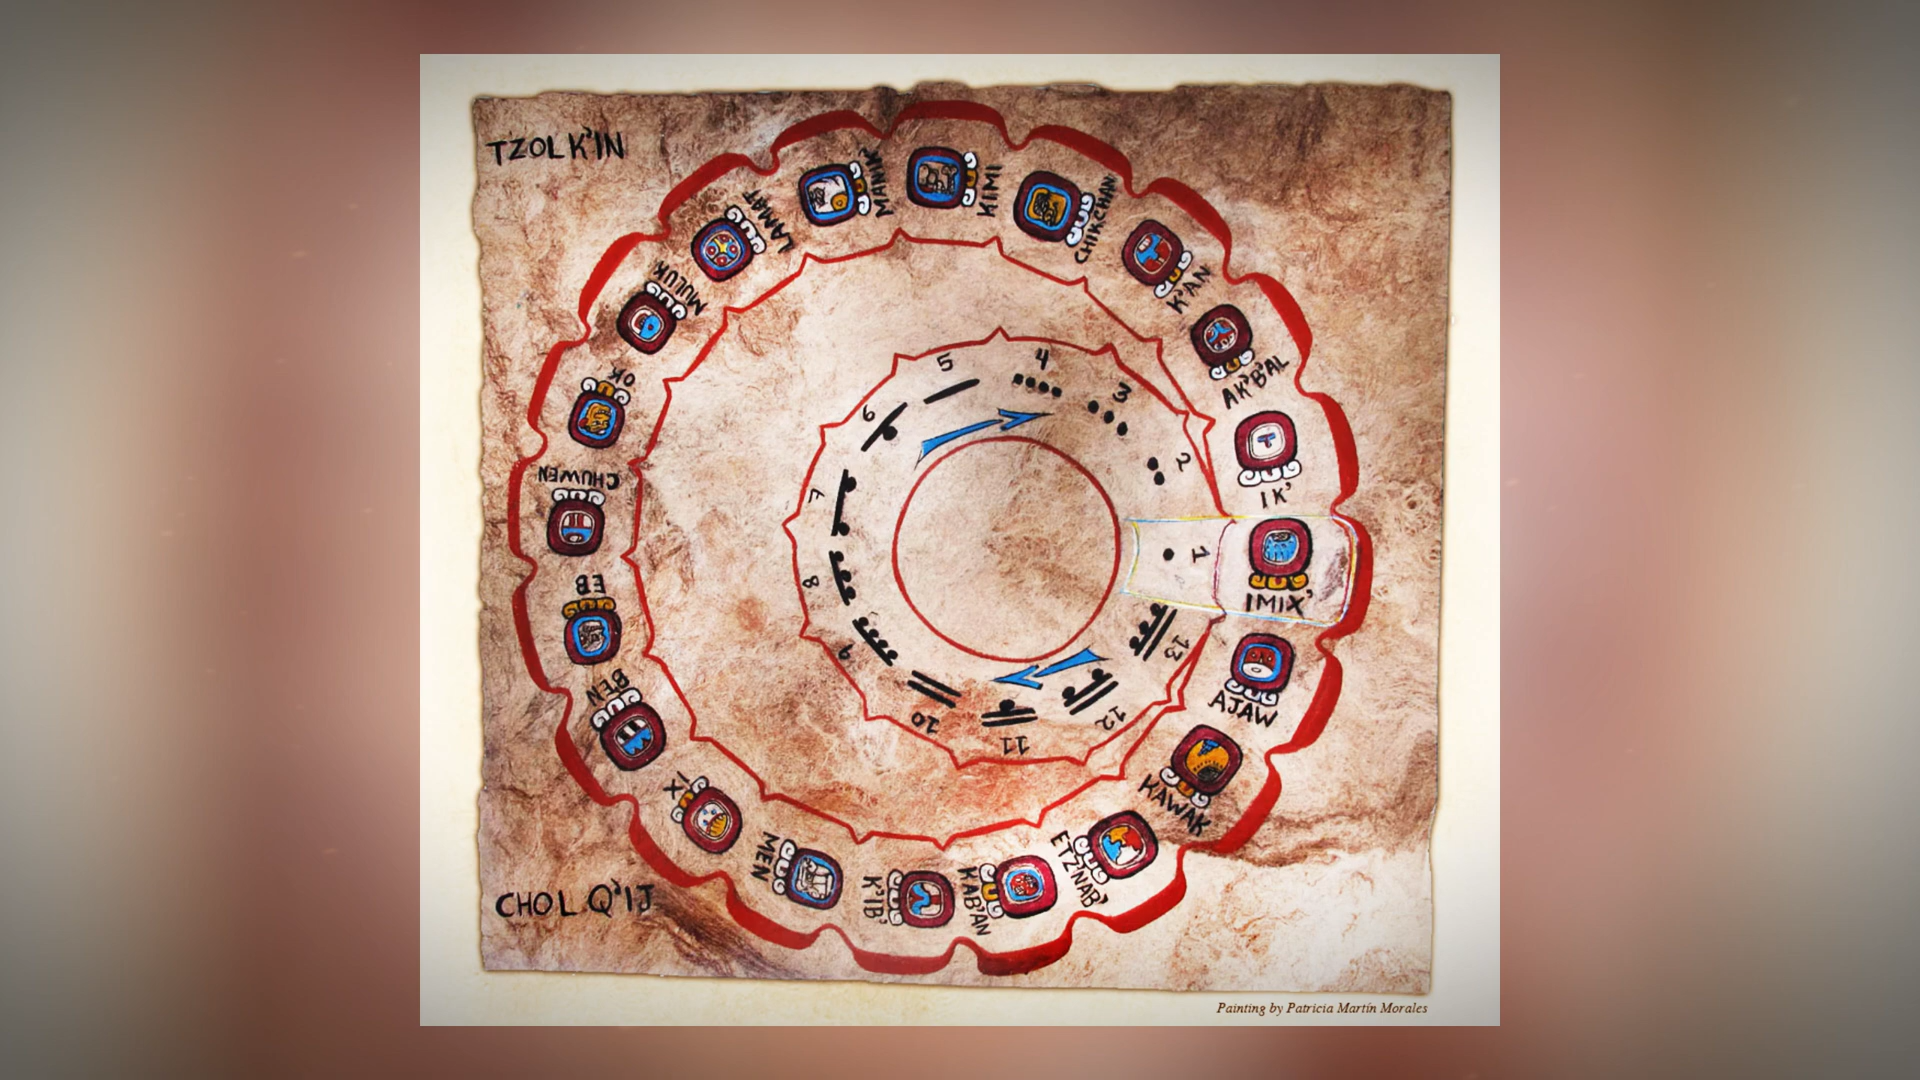 TZOLK'IN
MANIK'
KIMI
CHIKCHAN
LAMAT
K'AN
MULUK
AK'B'AL
OK
IK'
CHUWEN
IMIX'
EB
AJAW
BEN
KAWAK
IX
ETZ'NAB'
MEN
K'IB'
KAB'AN
5
4
3
6
2
7
1
8
13
9
12
10
11
CHOL Q'IJ
Painting by Patricia Martín Morales